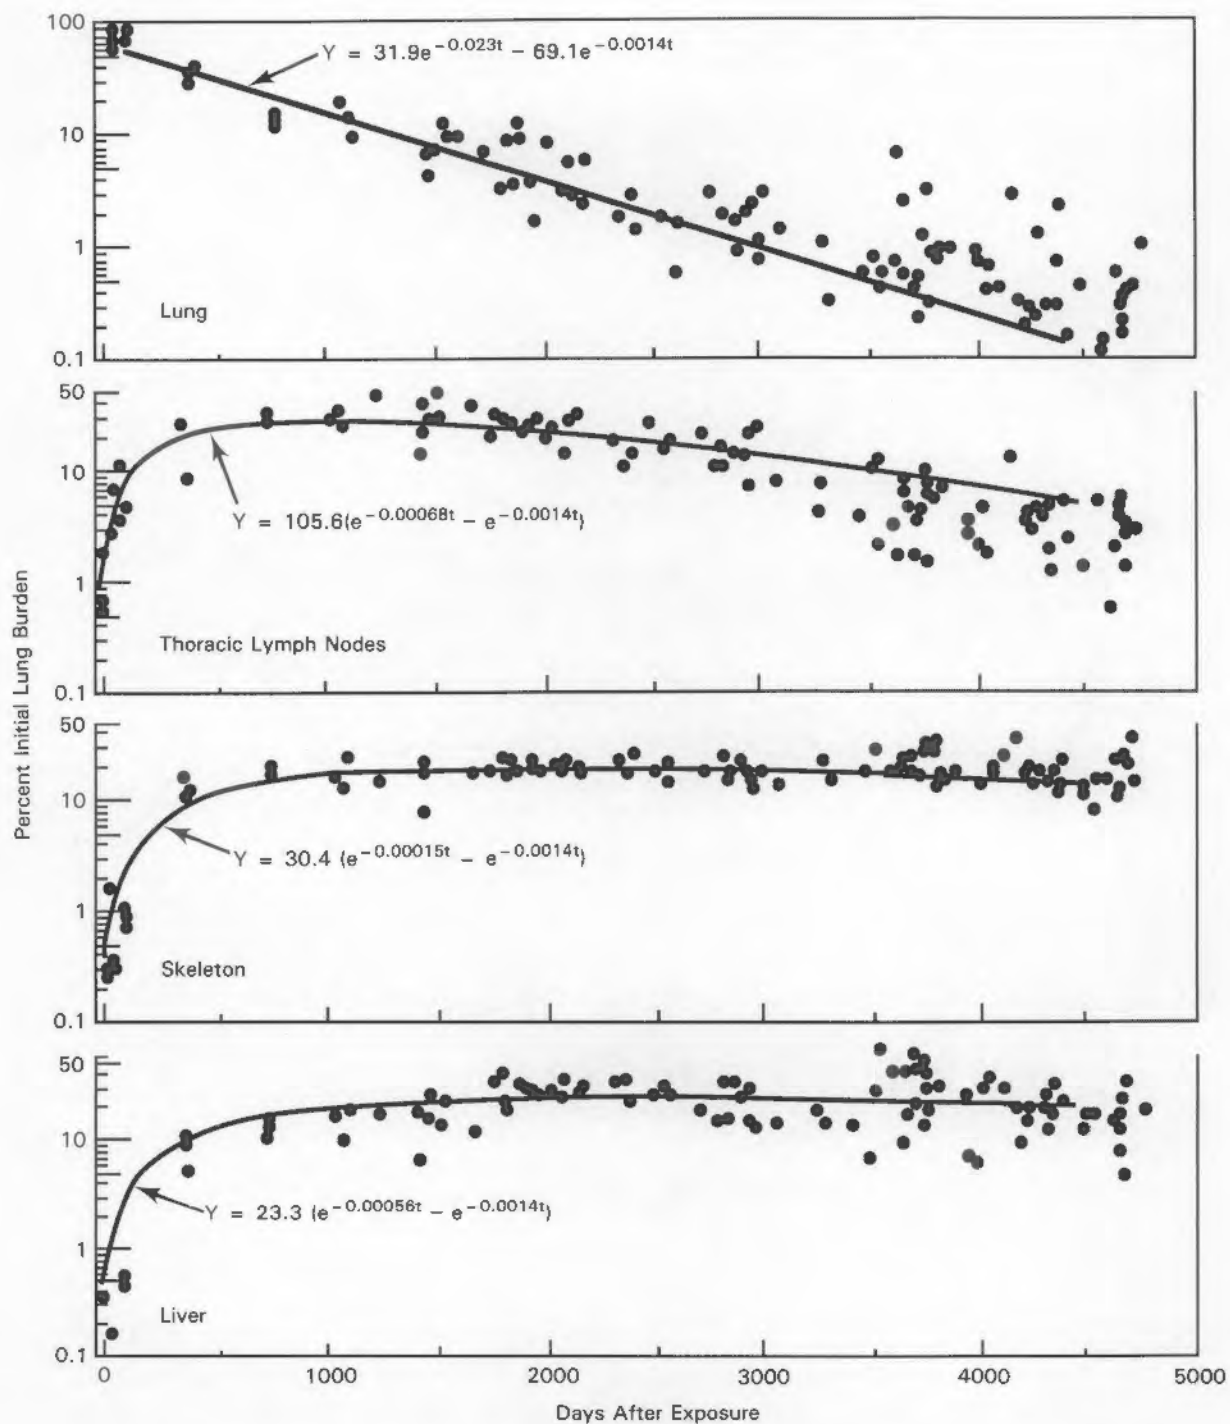 Percent Initial Lung Burden
100
10
1
0.1
Y = 31.9e^-0.023t – 69.1e^-0.0014t
Lung
50
10
1
0.1
Y = 105.6(e^-0.00068t – e^-0.0014t)
Thoracic Lymph Nodes
50
10
1
0.1
Y = 30.4 (e^-0.00015t – e^-0.0014t)
Skeleton
50
10
1
0.1
Y = 23.3 (e^-0.00056t – e^-0.0014t)
Liver
0 1000 2000 3000 4000 5000
Days After Exposure